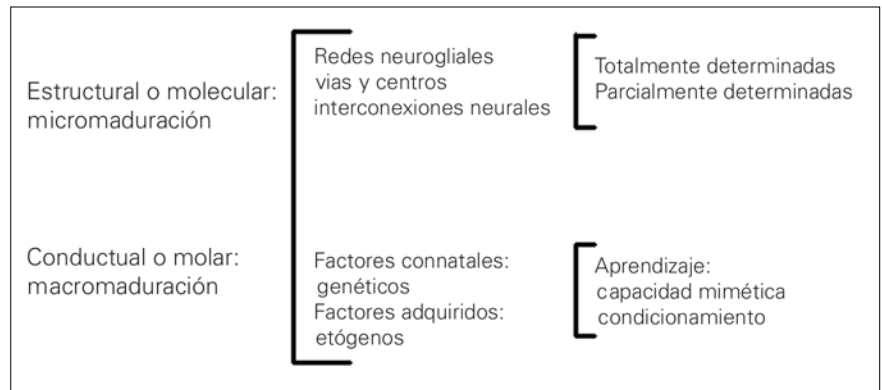 Estructural o molecular:
micromaduración
Redes neurogliales
vias y centros
interconexiones neurales
Totalmente determinadas
Parcialmente determinadas
Conductual o molar:
macromaduración
Factores connatales:
genéticos
Factores adquiridos:
etógenos
Aprendizaje:
capacidad mimética
condicionamiento